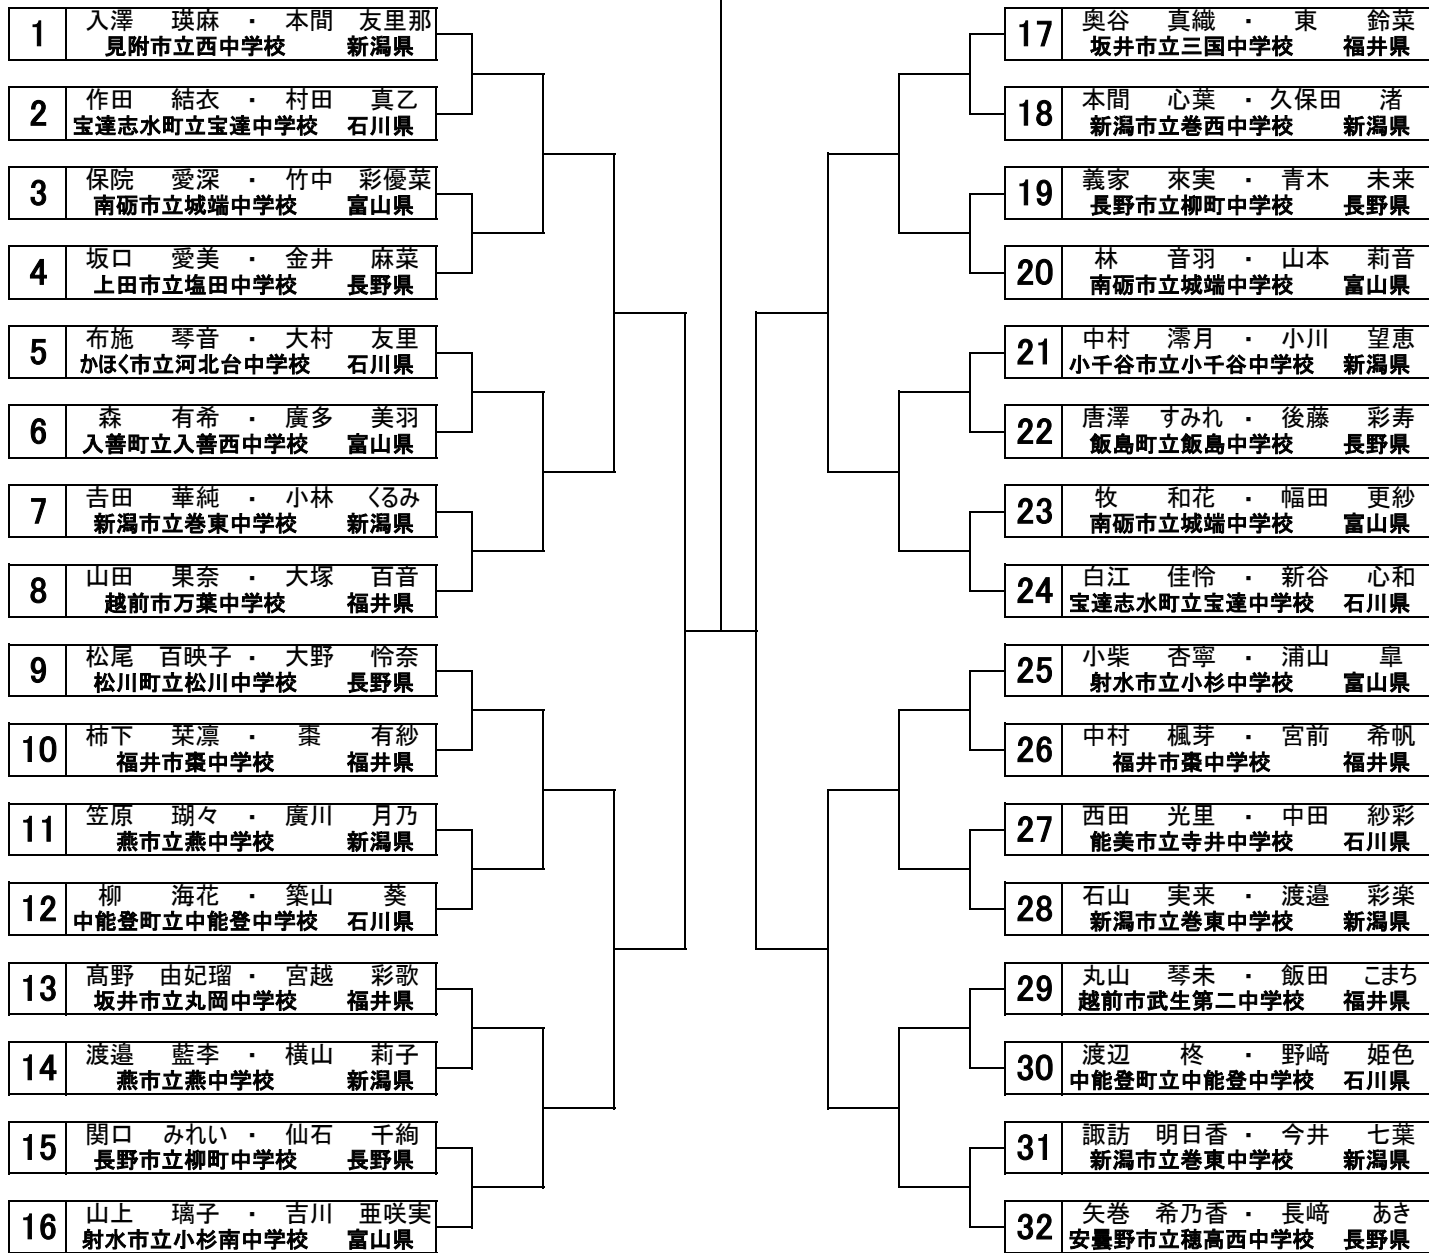 1 入澤 瑛麻 ・ 本間 友里那
見附市立西中学校 新潟県
2 作田 結衣 ・ 村田 真乙
宝達志水町立宝達中学校 石川県
3 保院 愛深 ・ 竹中 彩優菜
南砺市立城端中学校 富山県
4 坂口 愛美 ・ 金井 麻菜
上田市立塩田中学校 長野県
5 布施 琴音 ・ 大村 友里
かほく市立河北台中学校 石川県
6 森 有希 ・ 廣多 美羽
入善町立入善西中学校 富山県
7 吉田 華純 ・ 小林 くるみ
新潟市立巻東中学校 新潟県
8 山田 果奈 ・ 大塚 百音
越前市万葉中学校 福井県
9 松尾 百映子 ・ 大野 怜奈
松川町立松川中学校 長野県
10 柿下 栞凛 ・ 棗 有紗
福井市棗中学校 福井県
11 笠原 瑚々 ・ 廣川 月乃
燕市立燕中学校 新潟県
12 柳 海花 ・ 築山 葵
中能登町立中能登中学校 石川県
13 髙野 由妃瑠 ・ 宮越 彩歌
坂井市立丸岡中学校 福井県
14 渡邉 藍李 ・ 横山 莉子
燕市立燕中学校 新潟県
15 関口 みれい ・ 仙石 千絢
長野市立柳町中学校 長野県
16 山上 璃子 ・ 吉川 亜咲実
射水市立小杉南中学校 富山県
17 奥谷 真織 ・ 東 鈴菜
坂井市立三国中学校 福井県
18 本間 心葉 ・ 久保田 渚
新潟市立巻西中学校 新潟県
19 義家 來実 ・ 青木 未来
長野市立柳町中学校 長野県
20 林 音羽 ・ 山本 莉音
南砺市立城端中学校 富山県
21 中村 澪月 ・ 小川 望恵
小千谷市立小千谷中学校 新潟県
22 唐澤 すみれ ・ 後藤 彩寿
飯島町立飯島中学校 長野県
23 牧 和花 ・ 幅田 更紗
南砺市立城端中学校 富山県
24 白江 佳怜 ・ 新谷 心和
宝達志水町立宝達中学校 石川県
25 小柴 杏寧 ・ 浦山 皐
射水市立小杉中学校 富山県
26 中村 楓芽 ・ 宮前 希帆
福井市棗中学校 福井県
27 西田 光里 ・ 中田 紗彩
能美市立寺井中学校 石川県
28 石山 実来 ・ 渡邉 彩楽
新潟市立巻東中学校 新潟県
29 丸山 琴未 ・ 飯田 こまち
越前市武生第二中学校 福井県
30 渡辺 柊 ・ 野﨑 姫色
中能登町立中能登中学校 石川県
31 諏訪 明日香 ・ 今井 七葉
新潟市立巻東中学校 新潟県
32 矢巻 希乃香 ・ 長﨑 あき
安曇野市立穂高西中学校 長野県